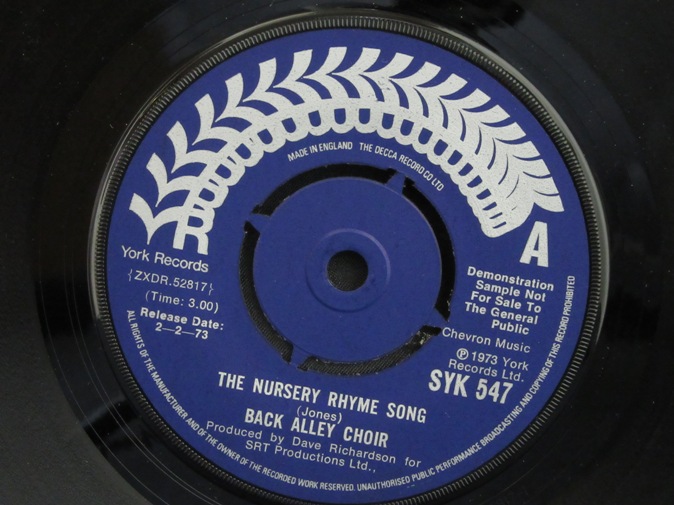 MADE IN ENGLAND THE DECCA RECORD CO LTD
A
York Records
{ZXDR.52817}
(Time: 3.00)
Release Date:
2—2—73
Demonstration
Sample Not
For Sale To
The General
Public
Chevron Music
℗ 1973 York
Records Ltd.
SYK 547
THE NURSERY RHYME SONG
(Jones)
BACK ALLEY CHOIR
Produced by Dave Richardson for
SRT Productions Ltd.,
ALL RIGHTS OF THE MANUFACTURER AND OF THE OWNER OF THE RECORDED WORK RESERVED. UNAUTHORISED PUBLIC PERFORMANCE BROADCASTING AND COPYING OF THIS RECORD PROHIBITED